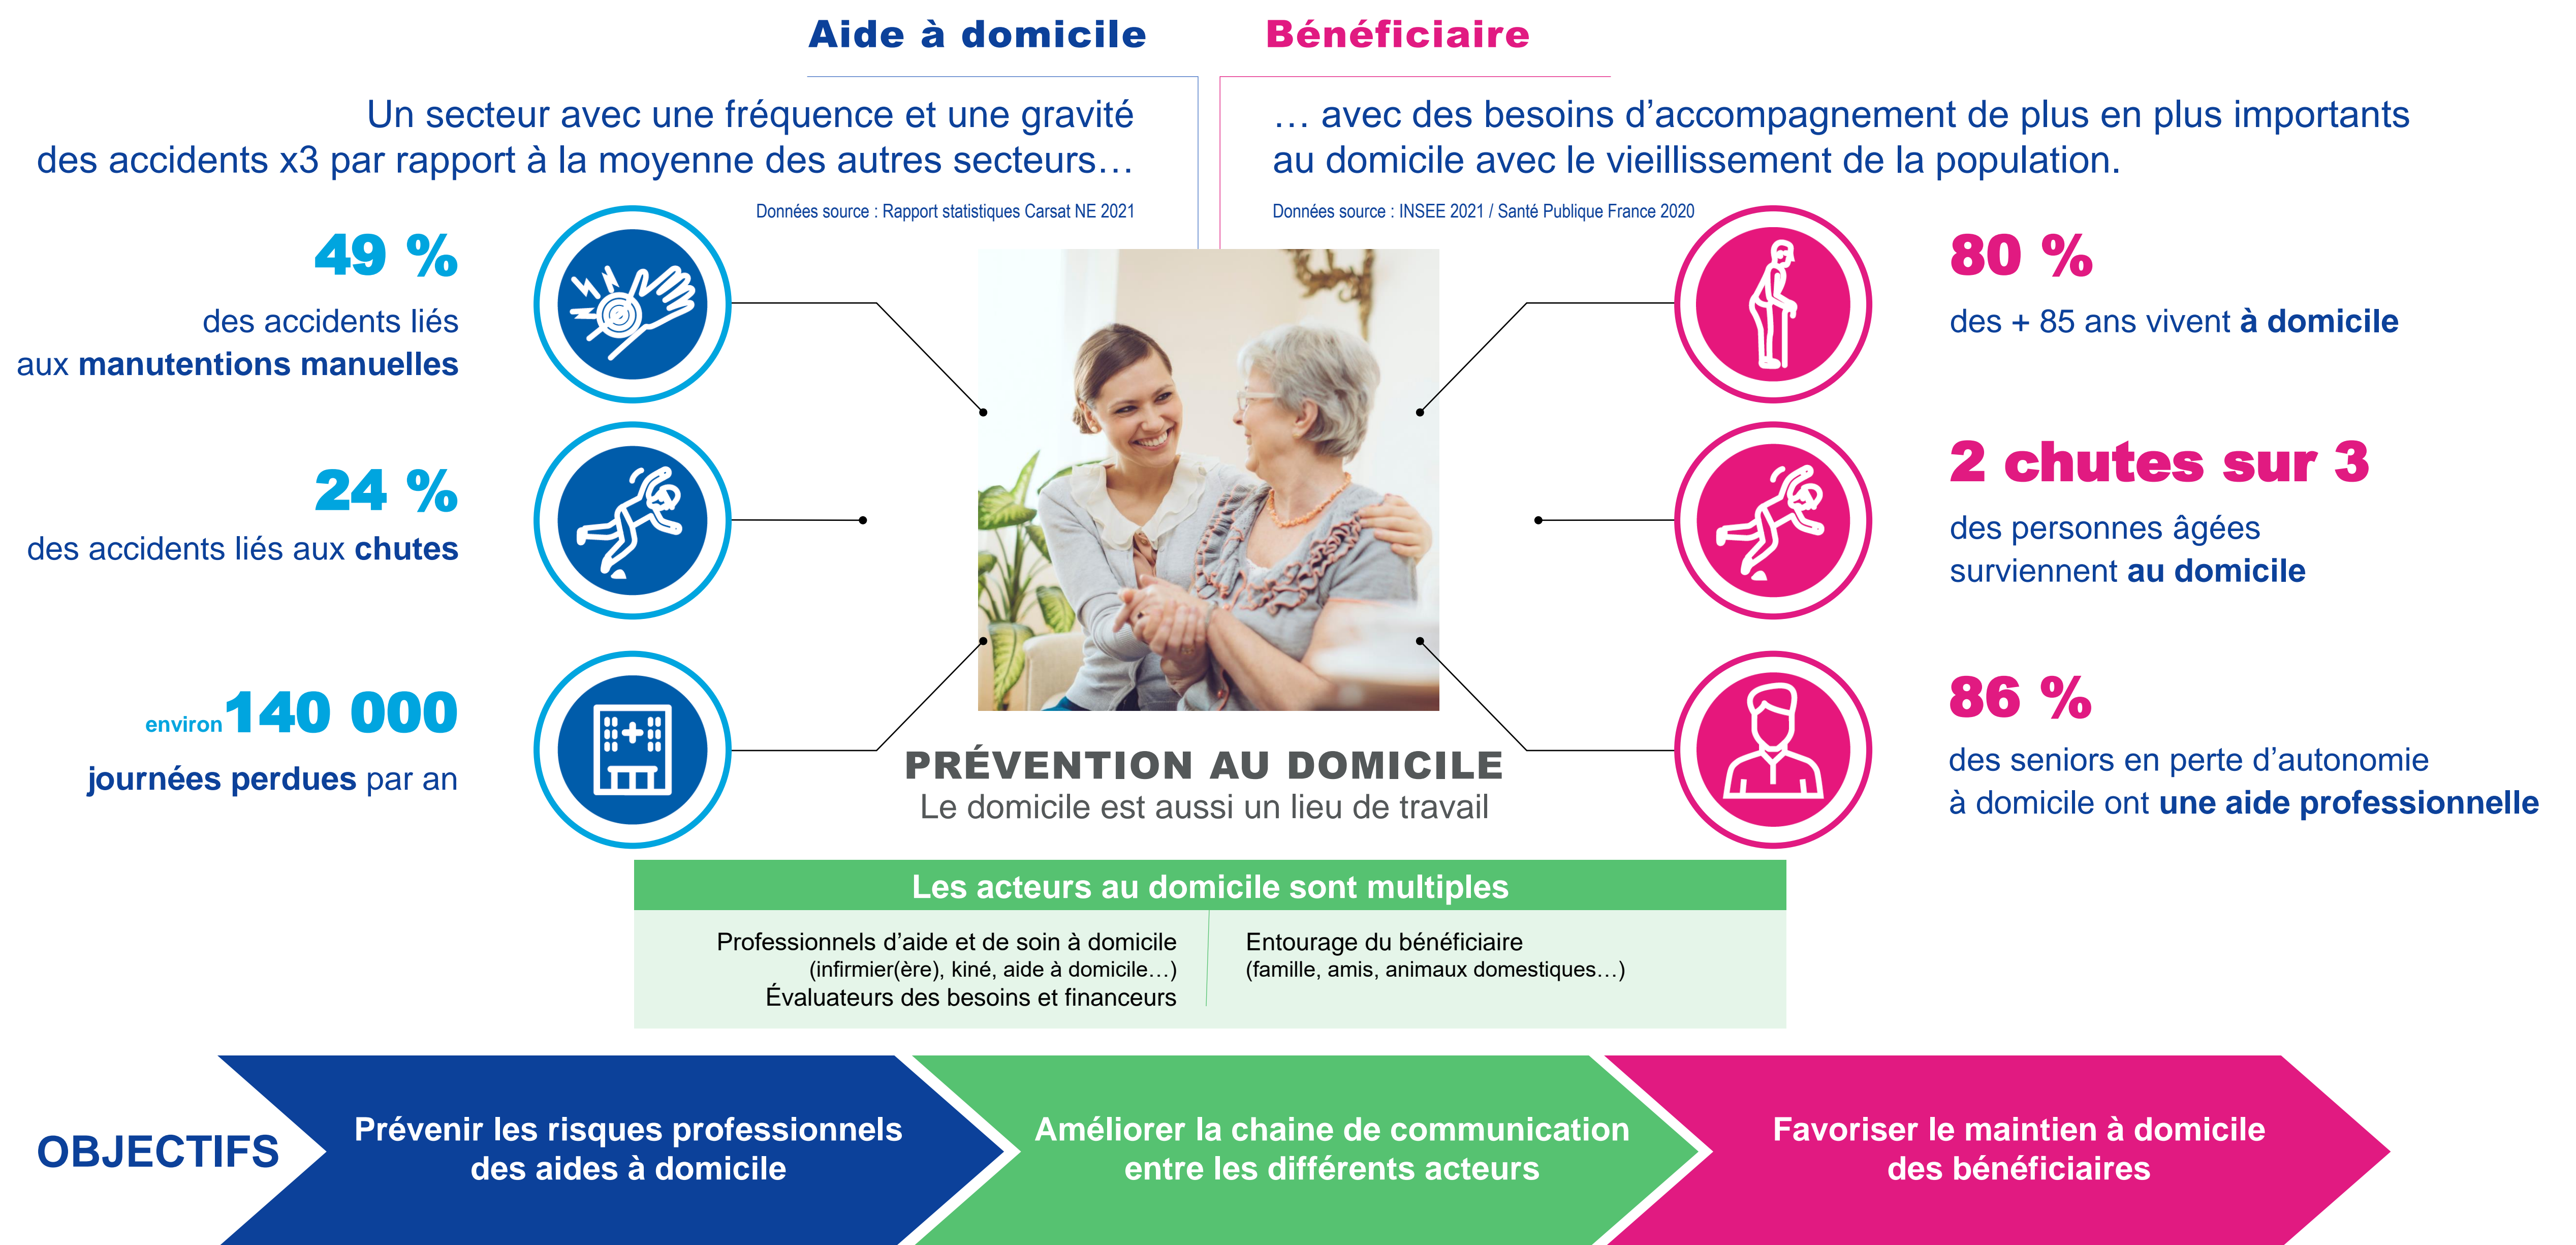 Aide à domicile
Un secteur avec une fréquence et une gravité
des accidents x3 par rapport à la moyenne des autres secteurs…
Données source : Rapport statistiques Carsat NE 2021
49 %
des accidents liés
aux manutentions manuelles
24 %
des accidents liés aux chutes
environ 140 000
journées perdues par an
Bénéficiaire
… avec des besoins d’accompagnement de plus en plus importants
au domicile avec le vieillissement de la population.
Données source : INSEE 2021 / Santé Publique France 2020
80 %
des + 85 ans vivent à domicile
2 chutes sur 3
des personnes âgées
surviennent au domicile
86 %
des seniors en perte d’autonomie
à domicile ont une aide professionnelle
PRÉVENTION AU DOMICILE
Le domicile est aussi un lieu de travail
Les acteurs au domicile sont multiples
Professionnels d’aide et de soin à domicile
(infirmier(ère), kiné, aide à domicile…)
Évaluateurs des besoins et financeurs
Entourage du bénéficiaire
(famille, amis, animaux domestiques…)
OBJECTIFS
Prévenir les risques professionnels
des aides à domicile
Améliorer la chaine de communication
entre les différents acteurs
Favoriser le maintien à domicile
des bénéficiaires